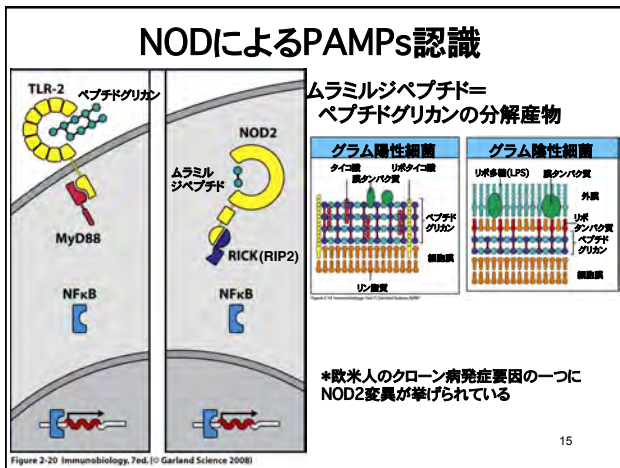 NODによるPAMPs認識
TLR-2
ペプチドグリカン
MyD88
NFκB
NOD2
ムラミル
ジペプチド
RICK(RIP2)
NFκB
Figure 2-20 Immunobiology, 7ed. (© Garland Science 2008)
ムラミルジペプチド＝
ペプチドグリカンの分解産物
グラム陽性細菌
タイコ酸
リポタイコ酸
膜タンパク質
ペプチド
グリカン
細胞膜
リン脂質
グラム陰性細菌
リポ多糖(LPS)
膜タンパク質
外膜
リポ
タンパク質
ペプチド
グリカン
細胞膜
*欧米人のクローン病発症要因の一つに
NOD2変異が挙げられている
15